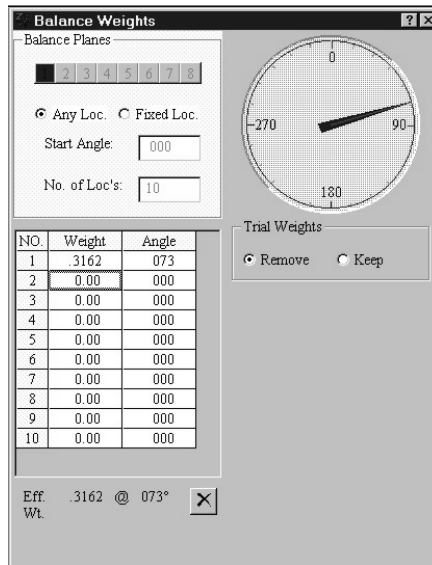 Balance Weights
Balance Planes
1 2 3 4 5 6 7 8
Any Loc. Fixed Loc.
Start Angle: 000
No. of Loc's: 10
0
270 90
180
Trial Weights
Remove Keep
NO. Weight Angle
1 .3162 073
2 0.00 000
3 0.00 000
4 0.00 000
5 0.00 000
6 0.00 000
7 0.00 000
8 0.00 000
9 0.00 000
10 0.00 000
Eff. .3162 @ 073°
Wt.